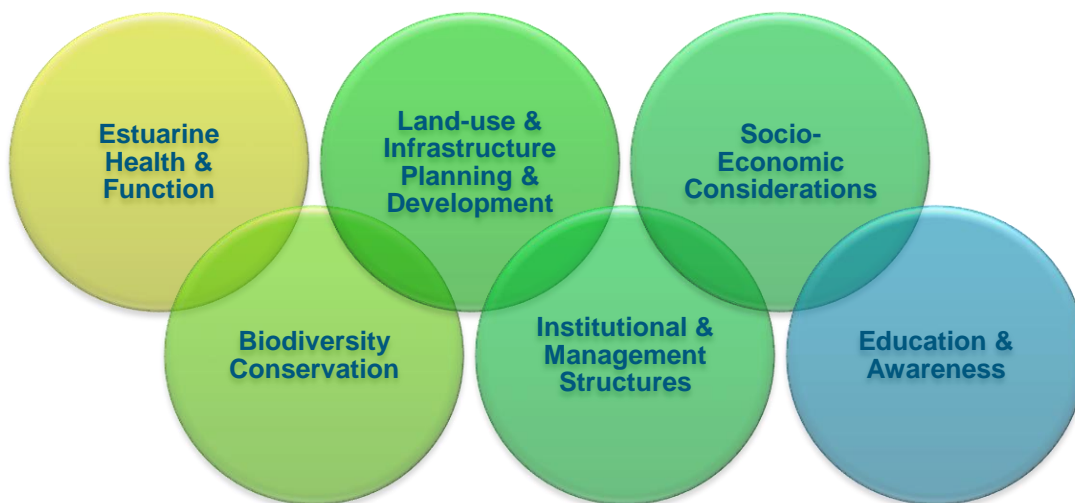 Estuarine
Health &
Function
Land-use &
Infrastructure
Planning &
Development
Socio-
Economic
Considerations
Biodiversity
Conservation
Institutional &
Management
Structures
Education &
Awareness